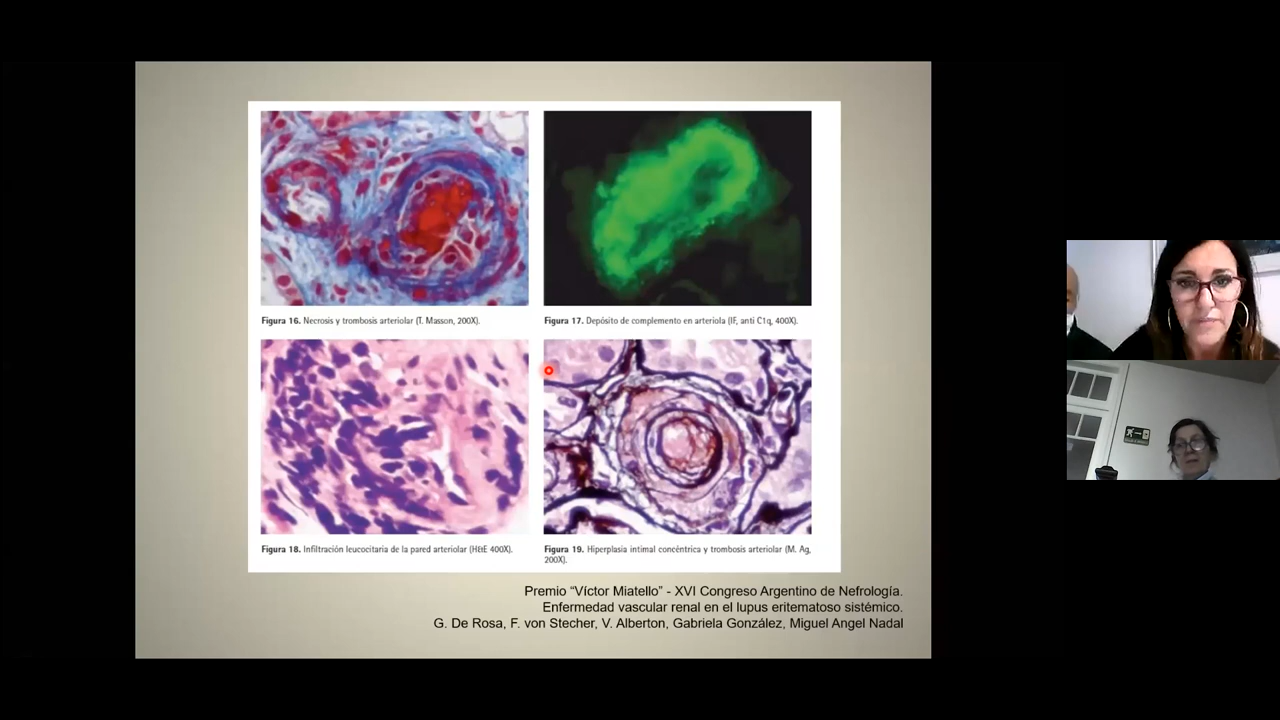 Figura 16. Necrosis y trombosis arteriolar (T. Masson, 200X).
Figura 17. Depósito de complemento en arteriola (IF, anti C1q, 400X).
Figura 18. Infiltración leucocitaria de la pared arteriolar (H&E 400X).
Figura 19. Hiperplasia intimal concéntrica y trombosis arteriolar (M. Ag,
200X).
Premio “Víctor Miatello” - XVI Congreso Argentino de Nefrología.
Enfermedad vascular renal en el lupus eritematoso sistémico.
G. De Rosa, F. von Stecher, V. Alberton, Gabriela González, Miguel Angel Nadal